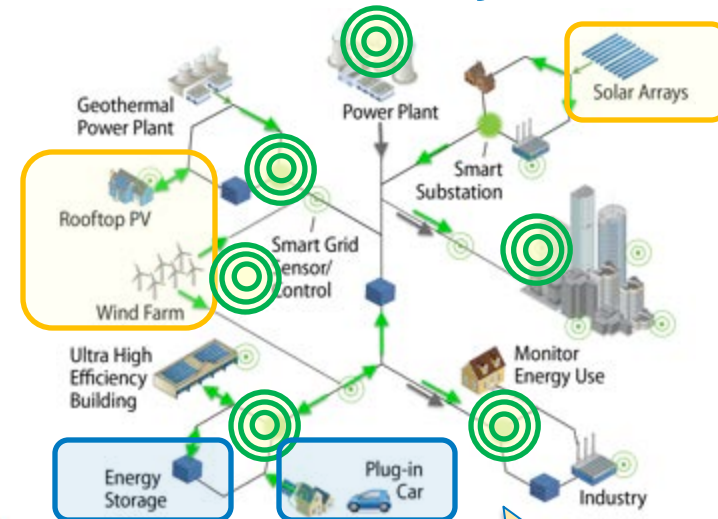 Geothermal
Power Plant
Power Plant
Solar Arrays
Smart
Substation
Rooftop PV
Smart Grid
Sensor/
Control
Wind Farm
Ultra High
Efficiency
Building
Monitor
Energy Use
Energy
Storage
Plug-in
Car
Industry